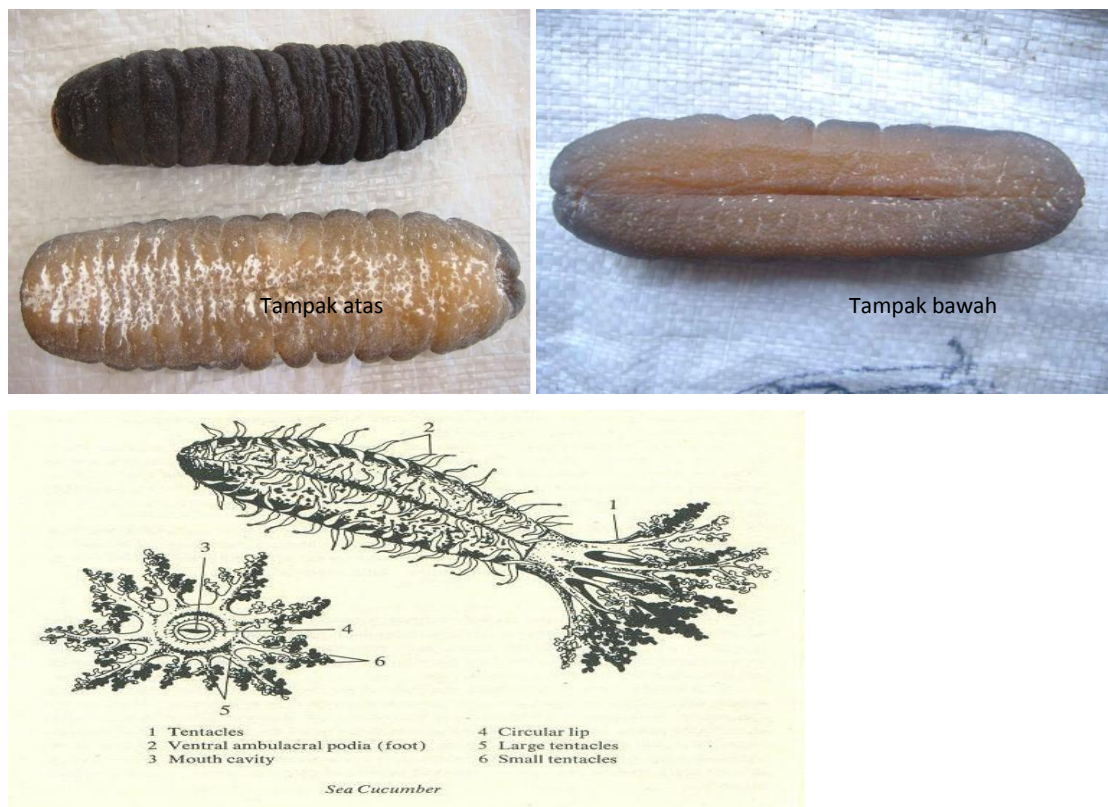 Tampak atas
Tampak bawah
2
1
3
4
6
5
1 Tentacles
2 Ventral ambulacral podia (foot)
3 Mouth cavity
4 Circular lip
5 Large tentacles
6 Small tentacles
Sea Cucumber